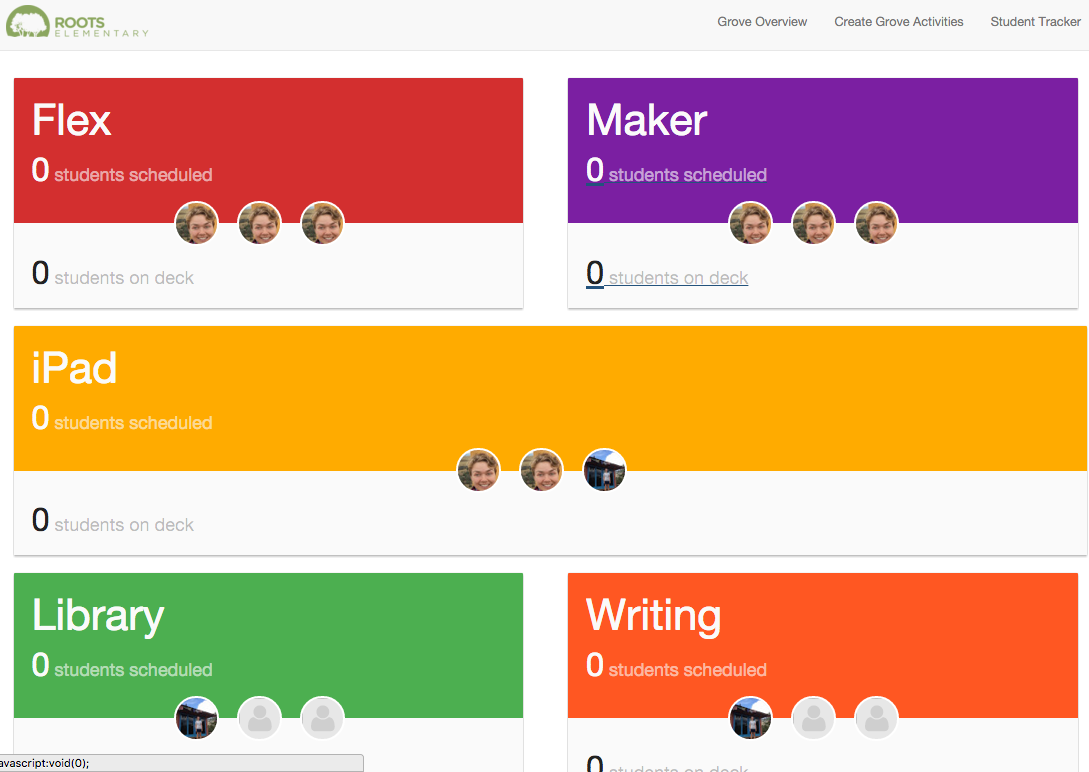 ROOTS
ELEMENTARY
Grove Overview
Create Grove Activities
Student Tracker
Flex
0 students scheduled
0 students on deck
Maker
0 students scheduled
0 students on deck
iPad
0 students scheduled
0 students on deck
Library
0 students scheduled
Writing
0 students scheduled
0 students on deck
avascript:void(0);